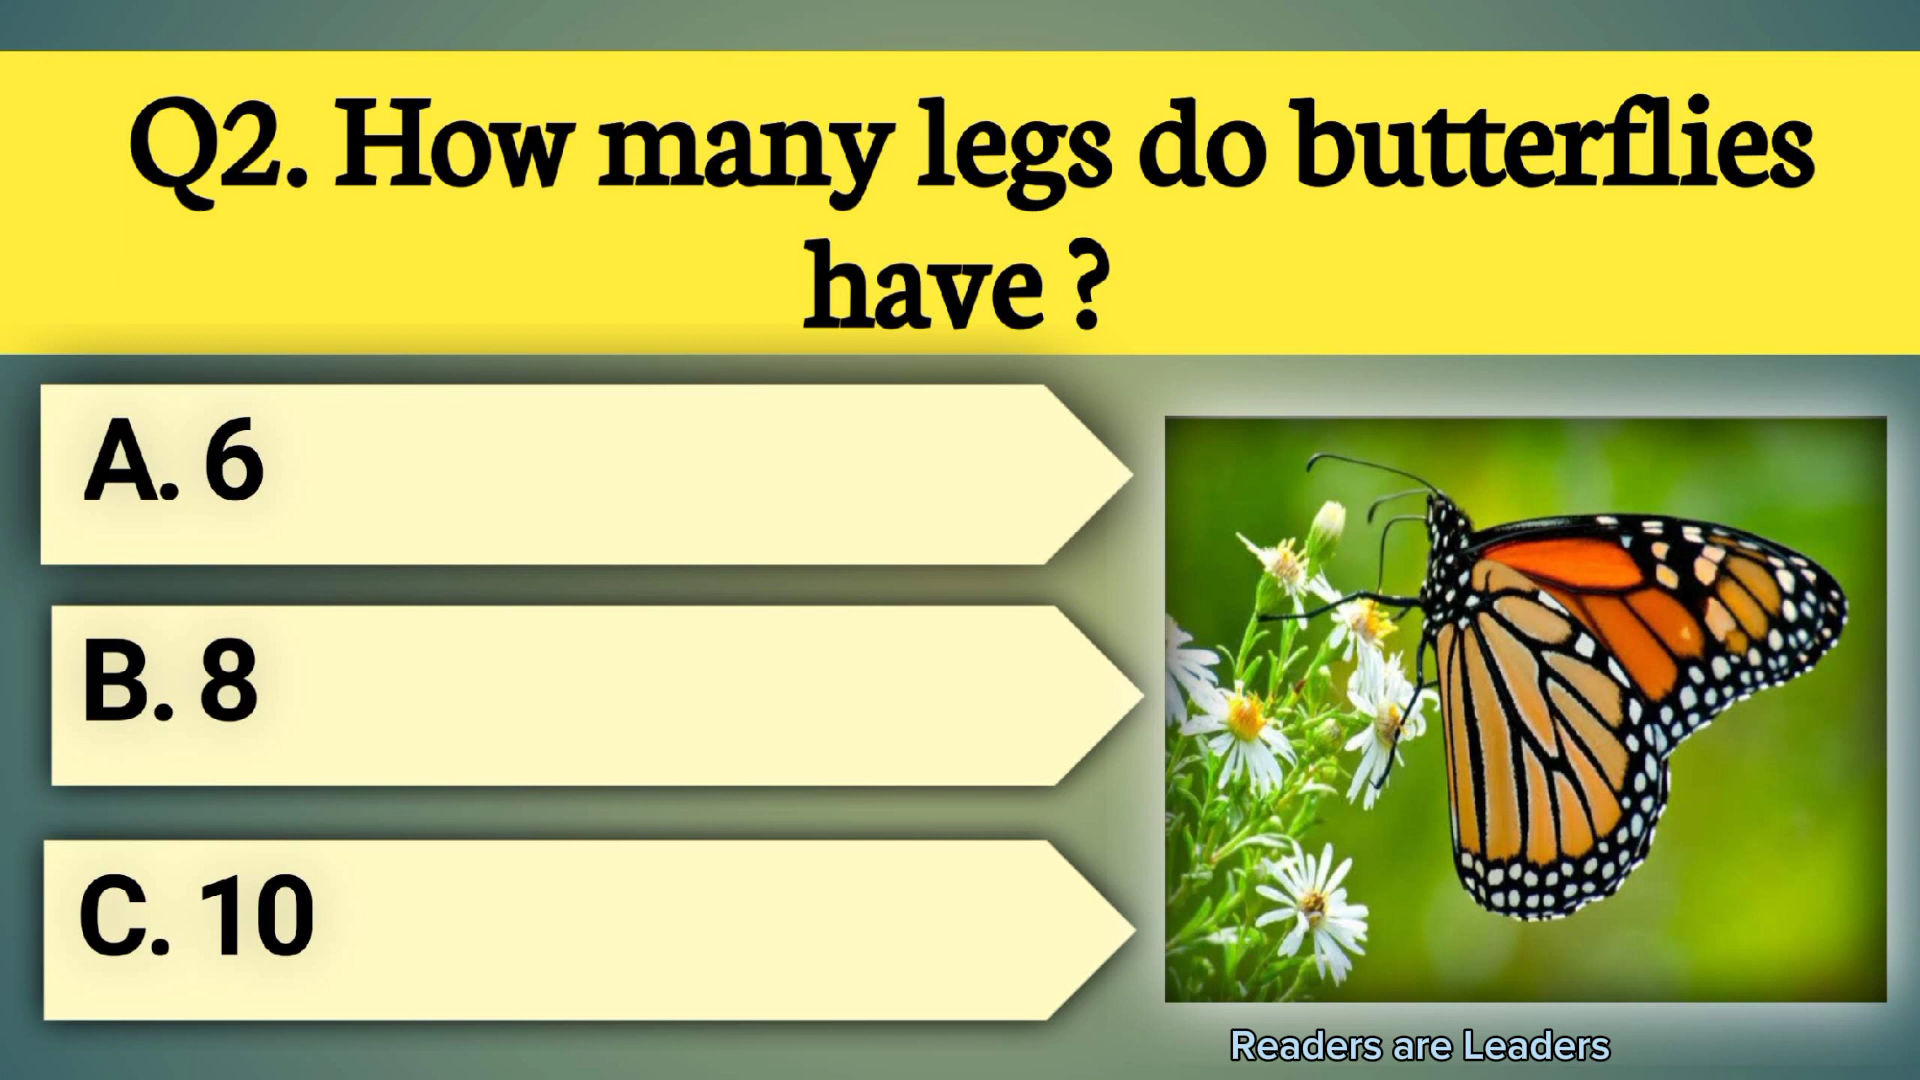 Q2. How many legs do butterflies
have ?
A. 6
B. 8
C. 10
Readers are Leaders